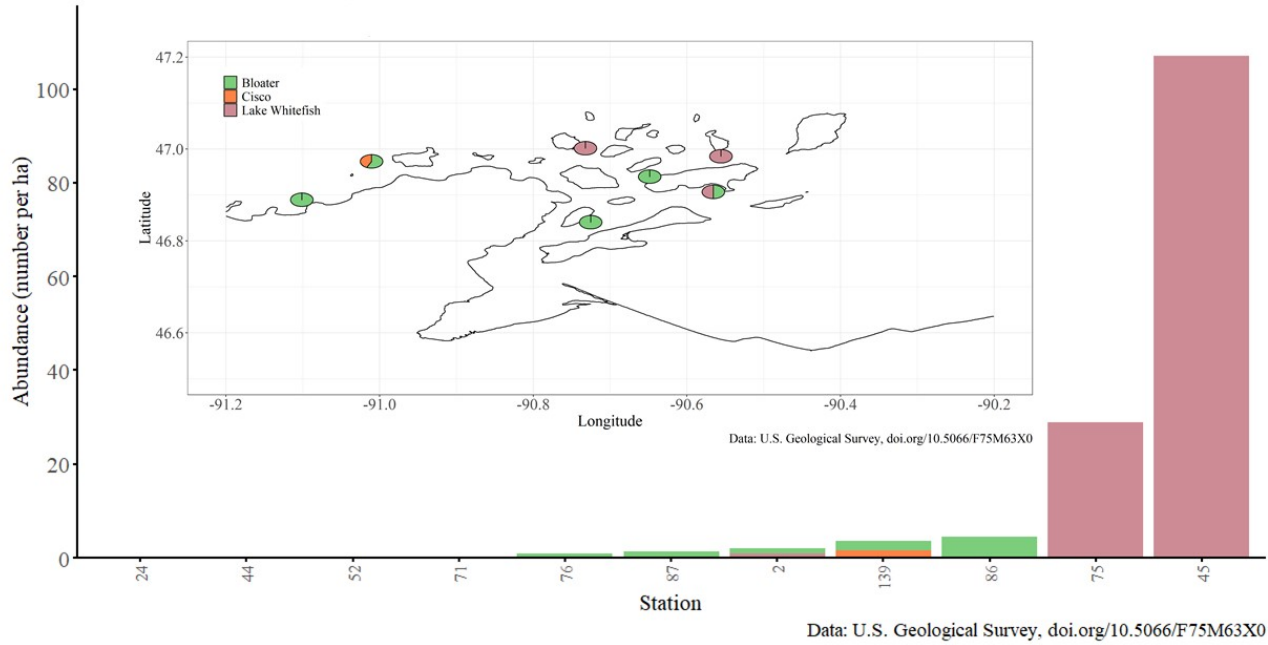 47.2
47.0
46.8
46.6
Latitude
Bloater
Cisco
Lake Whitefish
-91.2 -91.0 -90.8 -90.6 -90.4 -90.2
Longitude
Data: U.S. Geological Survey, doi.org/10.5066/F75M63X0
Abundance (number per ha)
100
80
60
40
20
0
24 44 52 71 76 87 2 139 86 75 45
Station
Data: U.S. Geological Survey, doi.org/10.5066/F75M63X0